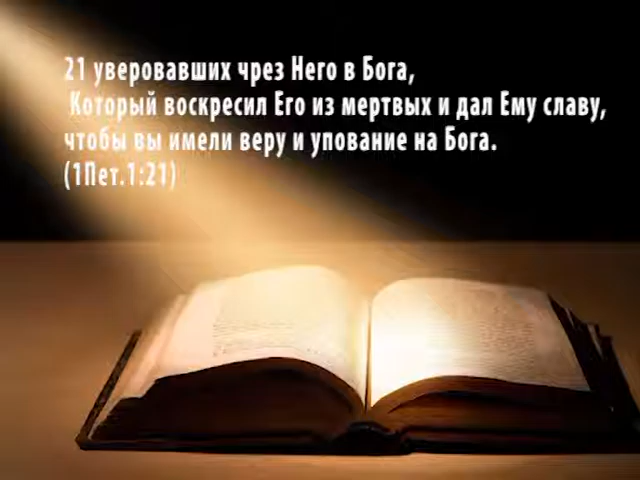 21 уверовавших чрез Него в Бога,
Который воскресил Его из мертвых и дал Ему славу,
чтобы вы имели веру и упование на Бога.
(1Пет.1:21)